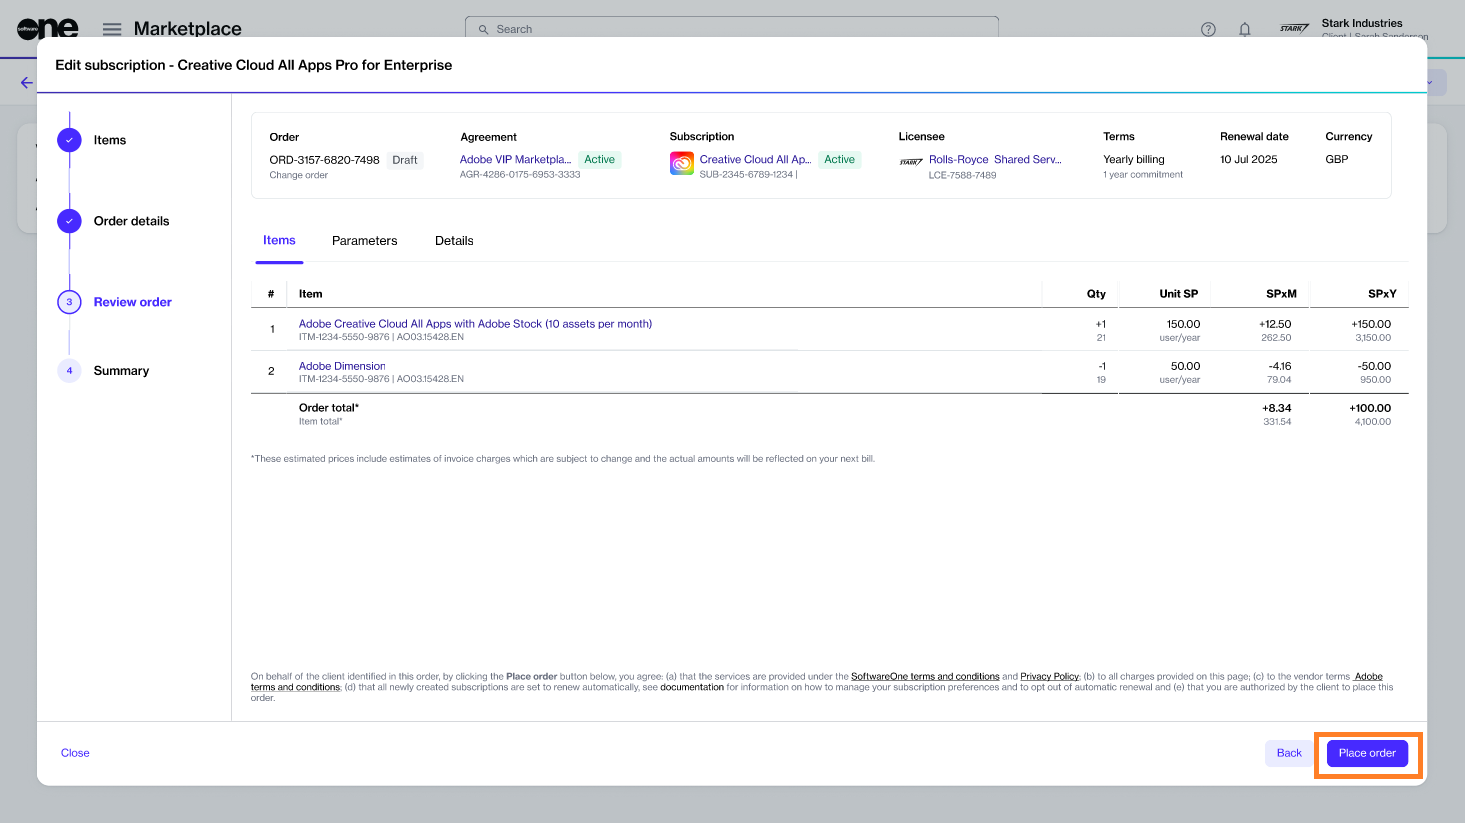 software one
Marketplace
Search
Stark Industries
STARK
Client | Sarah Sanderson
Edit subscription - Creative Cloud All Apps Pro for Enterprise
Items
Order details
3 Review order
4 Summary
Order
ORD-3157-6820-7498 Draft
Change order
Agreement
Adobe VIP Marketpla... Active
AGR-4286-0175-6953-3333
Subscription
Creative Cloud All Ap... Active
SUB-2345-6789-1234 |
Licensee
STARK Rolls-Royce Shared Serv...
LCE-7588-7489
Terms
Yearly billing
1 year commitment
Renewal date
10 Jul 2025
Currency
GBP
Items Parameters Details
# Item Qty Unit SP SPxM SPxY
1 Adobe Creative Cloud All Apps with Adobe Stock (10 assets per month) +1 150.00 +12.50 +150.00
ITM-1234-5550-9876 | AO03.15428.EN 21 user/year 262.50 3,150.00
2 Adobe Dimension -1 50.00 -4.16 -50.00
ITM-1234-5550-9876 | AO03.15428.EN 19 user/year 79.04 950.00
Order total* +8.34 +100.00
Item total* 331.54 4,100.00
*These estimated prices include estimates of invoice charges which are subject to change and the actual amounts will be reflected on your next bill.
On behalf of the client identified in this order, by clicking the Place order button below, you agree: (a) that the services are provided under the SoftwareOne terms and conditions and Privacy Policy; (b) to all charges provided on this page; (c) to the vendor terms Adobe
terms and conditions; (d) that all newly created subscriptions are set to renew automatically, see documentation for information on how to manage your subscription preferences and to opt out of automatic renewal and (e) that you are authorized by the client to place this
order.
Close Back Place order